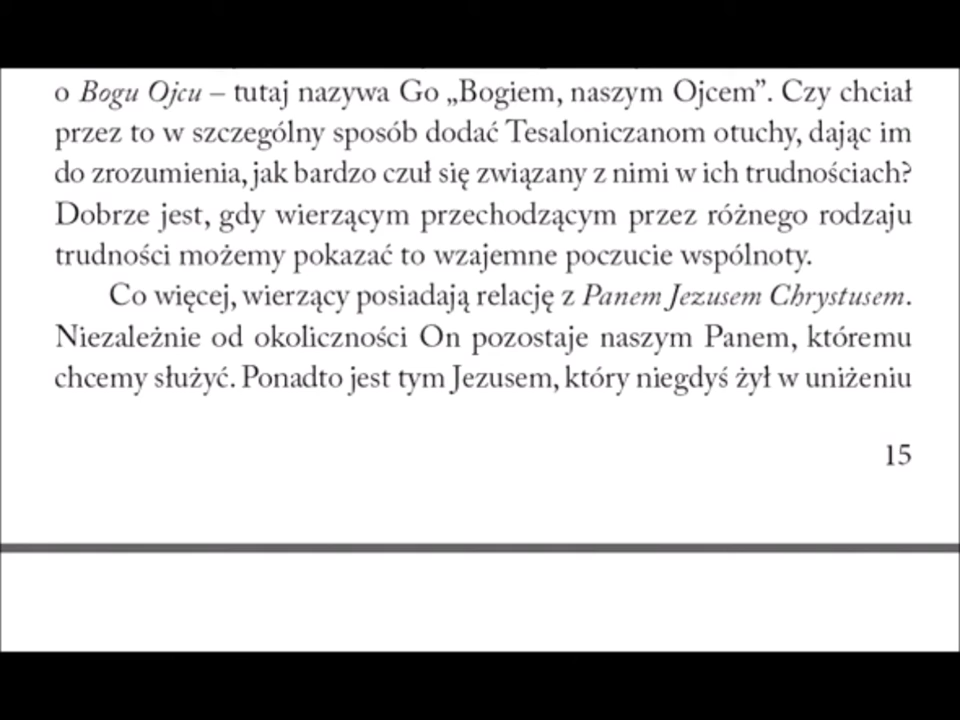 o Bogu Ojcu – tutaj nazywa Go „Bogiem, naszym Ojcem”. Czy chciał
przez to w szczególny sposób dodać Tesaloniczanom otuchy, dając im
do zrozumienia, jak bardzo czuł się związany z nimi w ich trudnościach?
Dobrze jest, gdy wierzącym przechodzącym przez różnego rodzaju
trudności możemy pokazać to wzajemne poczucie wspólnoty.
Co więcej, wierzący posiadają relację z Panem Jezusem Chrystusem.
Niezależnie od okoliczności On pozostaje naszym Panem, któremu
chcemy służyć. Ponadto jest tym Jezusem, który niegdyś żył w uniżeniu
15